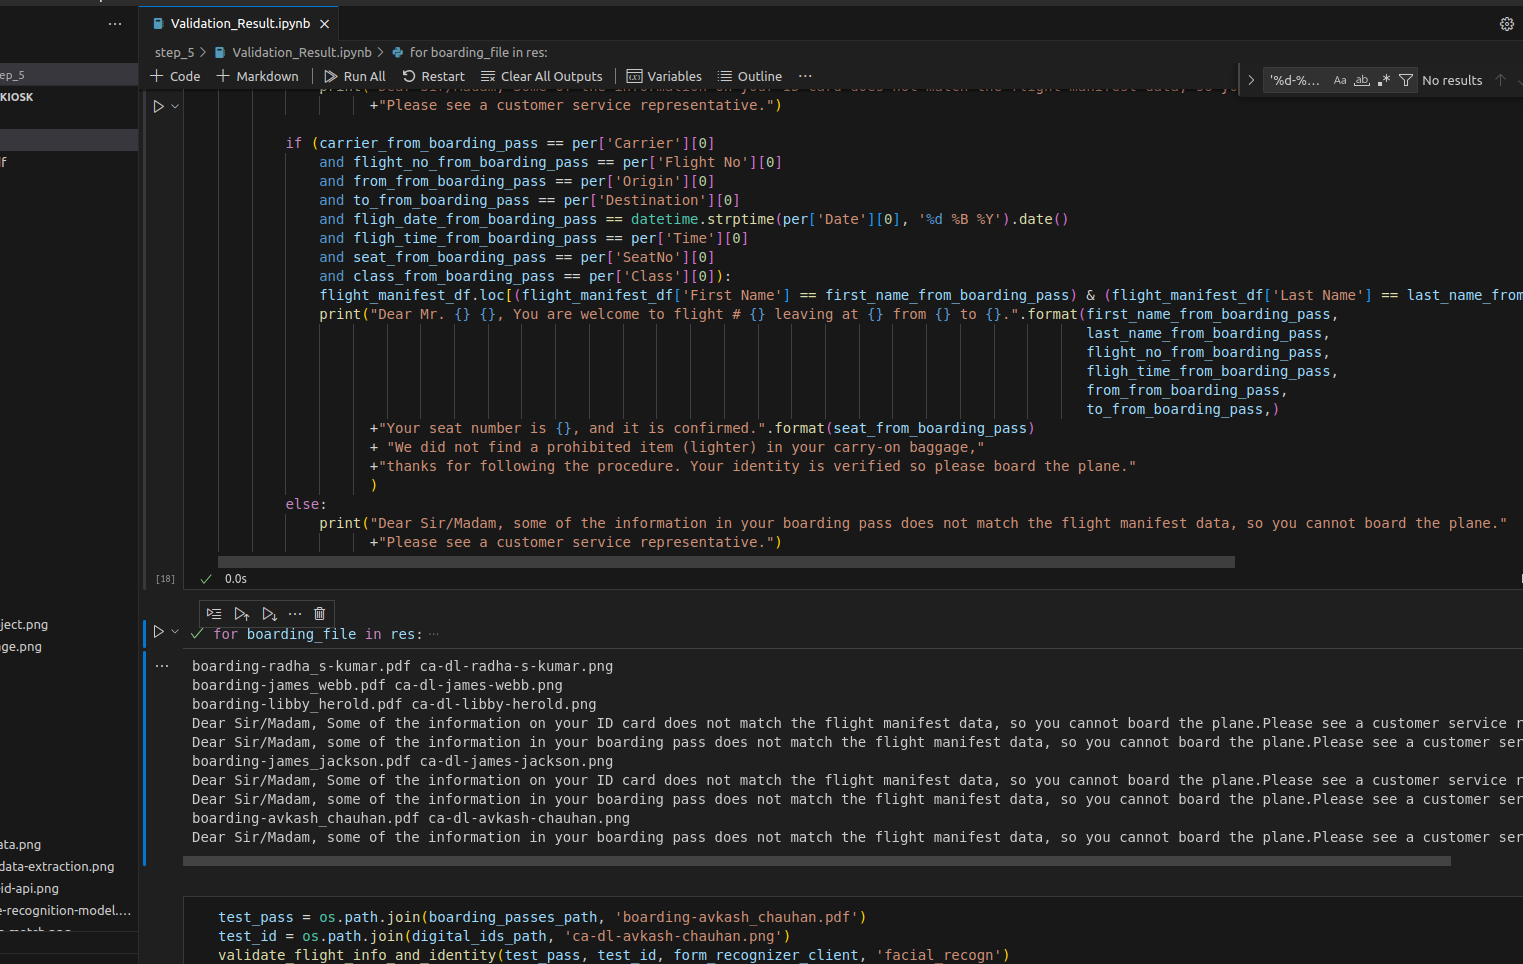 Validation_Result.ipynb
ep_5
step_5 > Validation_Result.ipynb > for boarding_file in res:
KIOSK
+ Code + Markdown | Run All Restart Clear All Outputs | Variables Outline ...
'%d-%... Aa ab .* No results
+"Please see a customer service representative.")
if (carrier_from_boarding_pass == per['Carrier'][0]
and flight_no_from_boarding_pass == per['Flight No'][0]
and from_from_boarding_pass == per['Origin'][0]
and to_from_boarding_pass == per['Destination'][0]
and fligh_date_from_boarding_pass == datetime.strptime(per['Date'][0], '%d %B %Y').date()
and fligh_time_from_boarding_pass == per['Time'][0]
and seat_from_boarding_pass == per['SeatNo'][0]
and class_from_boarding_pass == per['Class'][0]):
flight_manifest_df.loc[(flight_manifest_df['First Name'] == first_name_from_boarding_pass) & (flight_manifest_df['Last Name'] == last_name_from
print("Dear Mr. {} {}, You are welcome to flight # {} leaving at {} from {} to {}.".format(first_name_from_boarding_pass,
last_name_from_boarding_pass,
flight_no_from_boarding_pass,
fligh_time_from_boarding_pass,
from_from_boarding_pass,
to_from_boarding_pass,)
+"Your seat number is {}, and it is confirmed.".format(seat_from_boarding_pass)
+ "We did not find a prohibited item (lighter) in your carry-on baggage,"
+"thanks for following the procedure. Your identity is verified so please board the plane."
)
else:
print("Dear Sir/Madam, some of the information in your boarding pass does not match the flight manifest data, so you cannot board the plane."
+"Please see a customer service representative.")
[18] 0.0s
for boarding_file in res: ...
boarding-radha_s-kumar.pdf ca-dl-radha-s-kumar.png
boarding-james_webb.pdf ca-dl-james-webb.png
boarding-libby_herold.pdf ca-dl-libby-herold.png
Dear Sir/Madam, Some of the information on your ID card does not match the flight manifest data, so you cannot board the plane.Please see a customer service r
Dear Sir/Madam, some of the information in your boarding pass does not match the flight manifest data, so you cannot board the plane.Please see a customer ser
boarding-james_jackson.pdf ca-dl-james-jackson.png
Dear Sir/Madam, Some of the information on your ID card does not match the flight manifest data, so you cannot board the plane.Please see a customer service r
Dear Sir/Madam, some of the information in your boarding pass does not match the flight manifest data, so you cannot board the plane.Please see a customer ser
boarding-avkash_chauhan.pdf ca-dl-avkash-chauhan.png
Dear Sir/Madam, some of the information in your boarding pass does not match the flight manifest data, so you cannot board the plane.Please see a customer ser
test_pass = os.path.join(boarding_passes_path, 'boarding-avkash_chauhan.pdf')
test_id = os.path.join(digital_ids_path, 'ca-dl-avkash-chauhan.png')
validate_flight_info_and_identity(test_pass, test_id, form_recognizer_client, 'facial_recogn')
f
ject.png
ge.png
ata.png
data-extraction.png
-id-api.png
e-recognition-model....